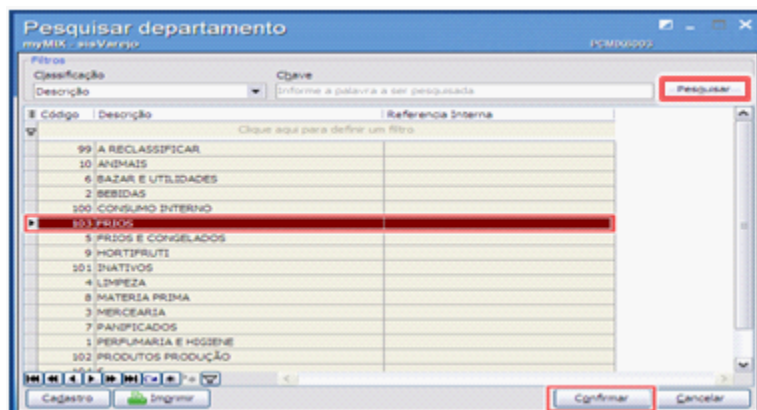 Pesquisar departamento
myMIX - sisVarejo
Filtros
Classificação Chave
Descrição Informe a palavra a ser pesquisada Pesquisar
Código Descrição Referencia Interna
Clique aqui para definir um filtro
99 A RECLASSIFICAR
10 ANIMAIS
6 BAZAR E UTILIDADES
2 BEBIDAS
100 CONSUMO INTERNO
103 FRIOS
5 FRIOS E CONGELADOS
9 HORTIFRUTI
101 INATIVOS
4 LIMPEZA
8 MATERIA PRIMA
3 MERCEARIA
7 PANIFICADOS
1 PERFUMARIA E HIGIENE
102 PRODUTOS PRODUÇÃO
Cadastro Imprimir Confirmar Cancelar